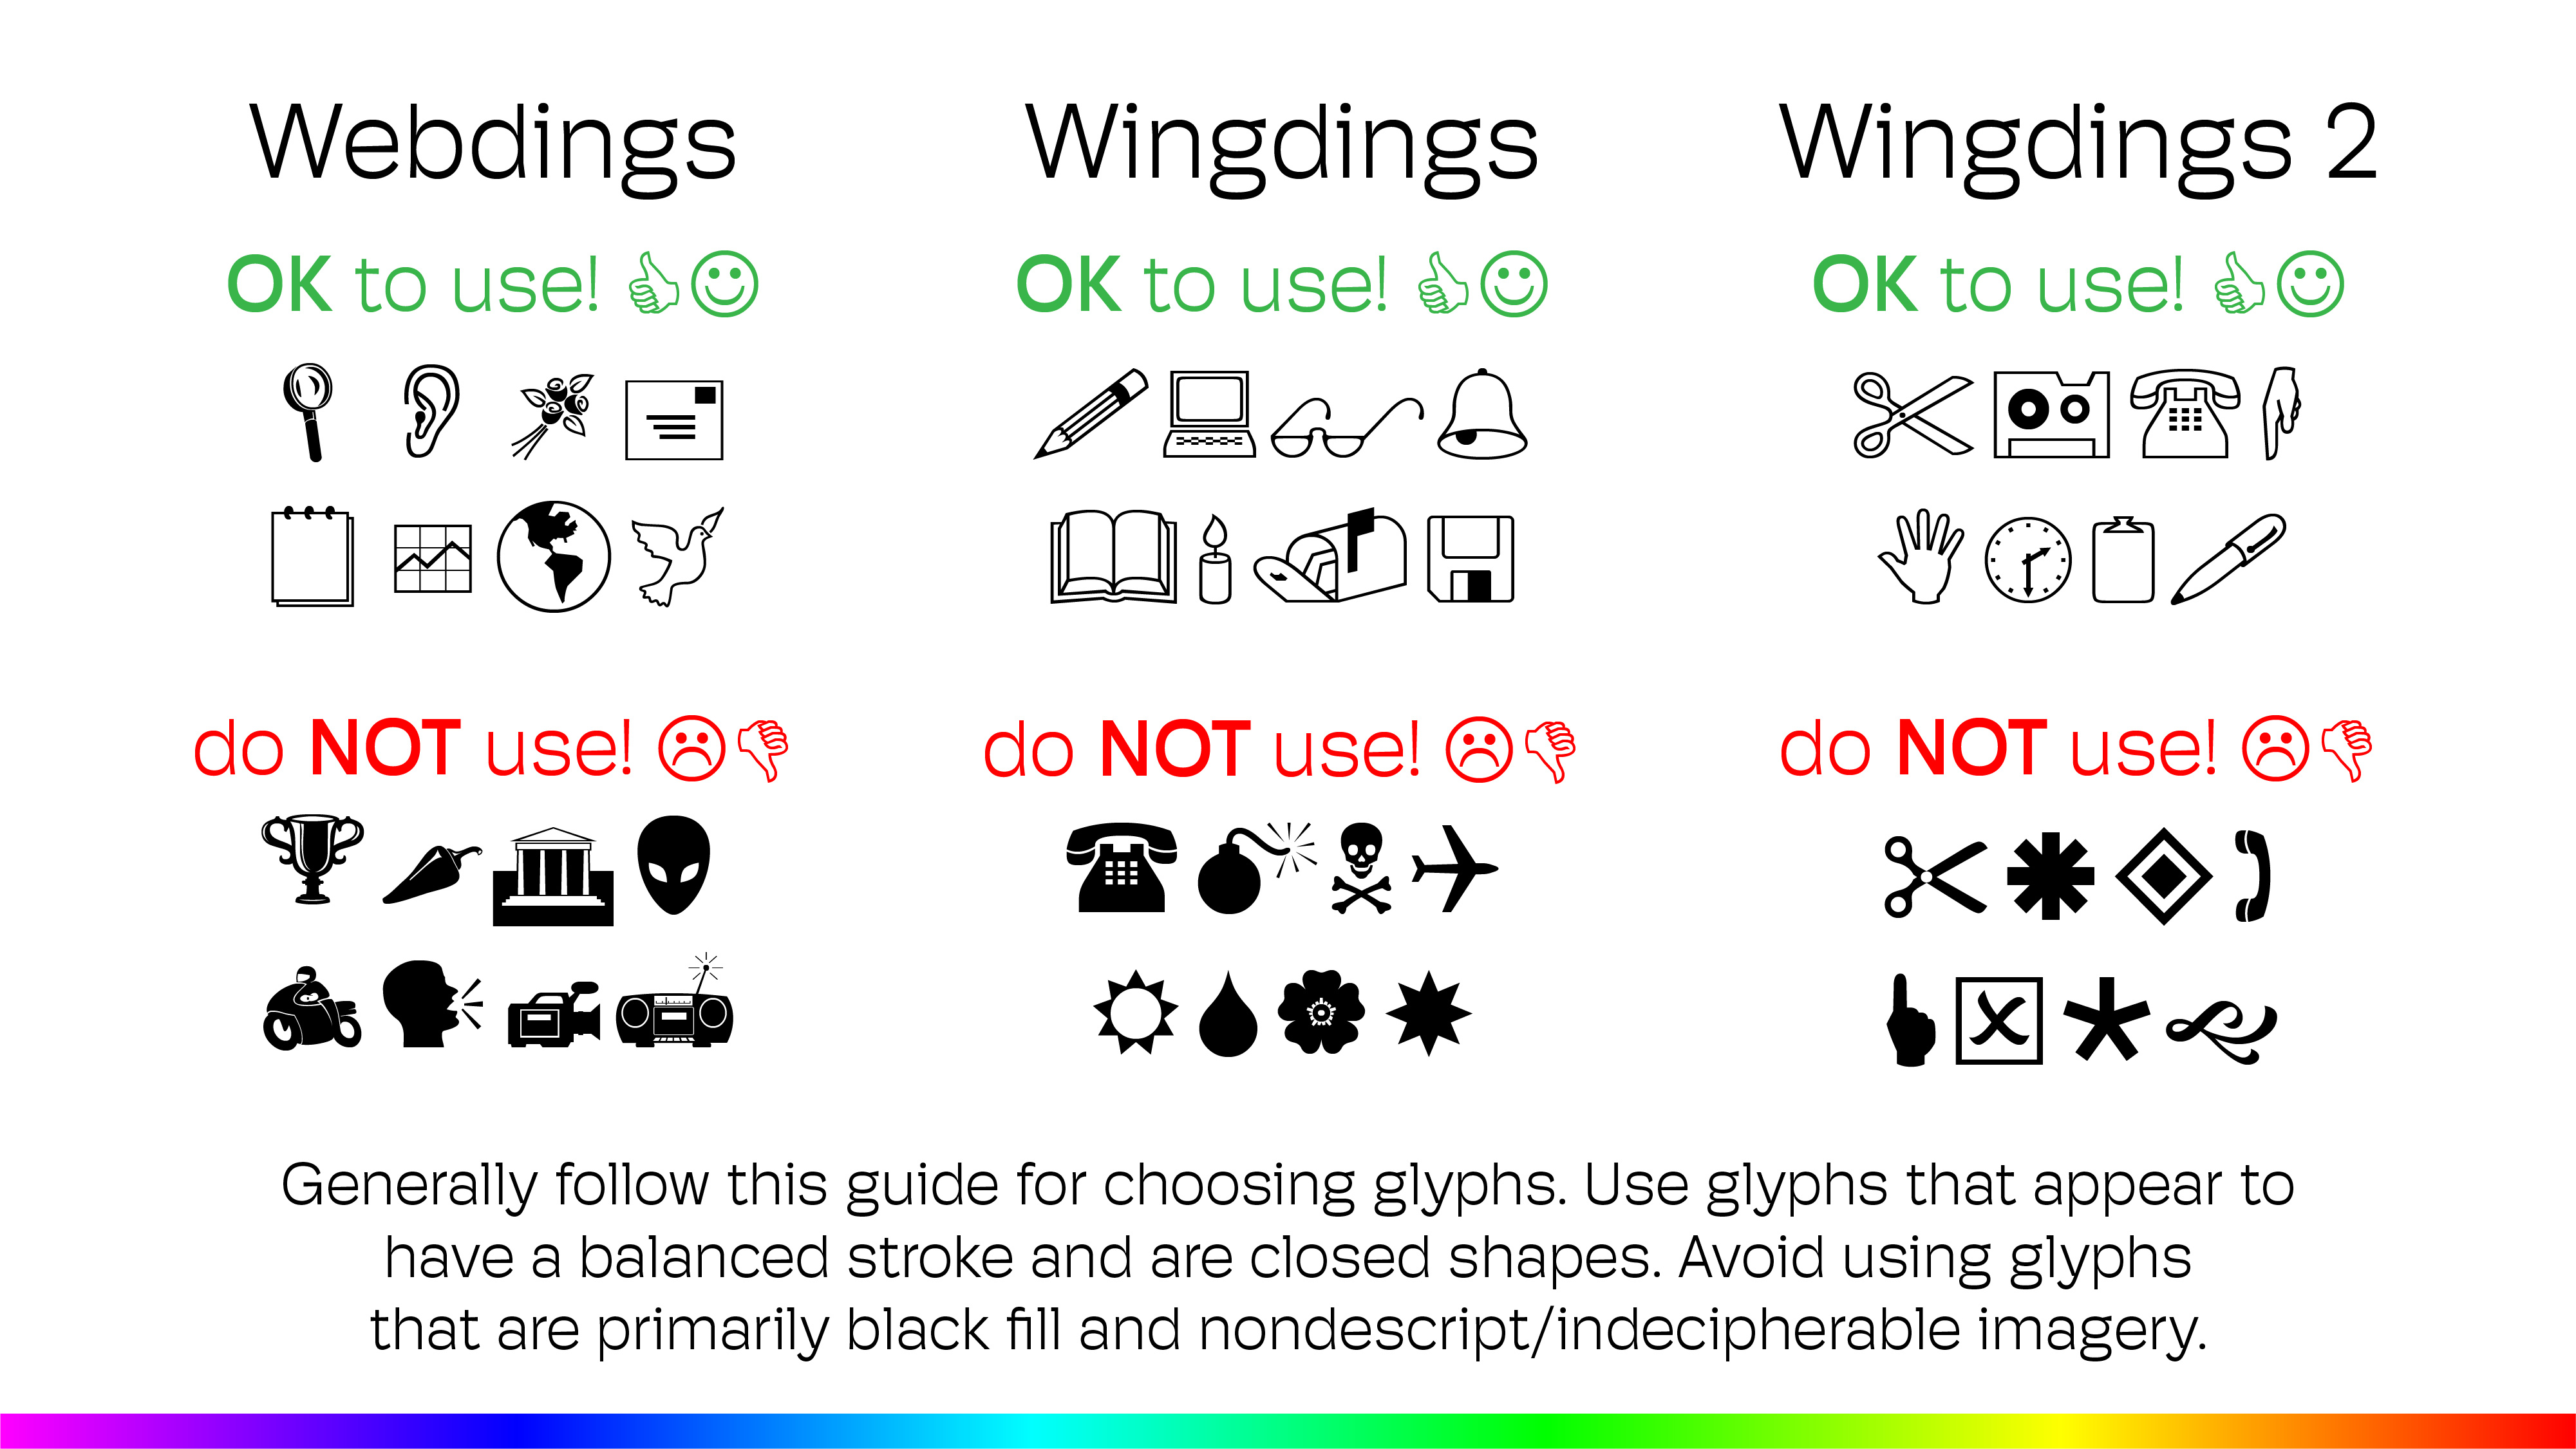 Webdings
OK to use!
do NOT use!
Wingdings
OK to use!
do NOT use!
Wingdings 2
OK to use!
do NOT use!
Generally follow this guide for choosing glyphs. Use glyphs that appear to
have a balanced stroke and are closed shapes. Avoid using glyphs
that are primarily black fill and nondescript/indecipherable imagery.